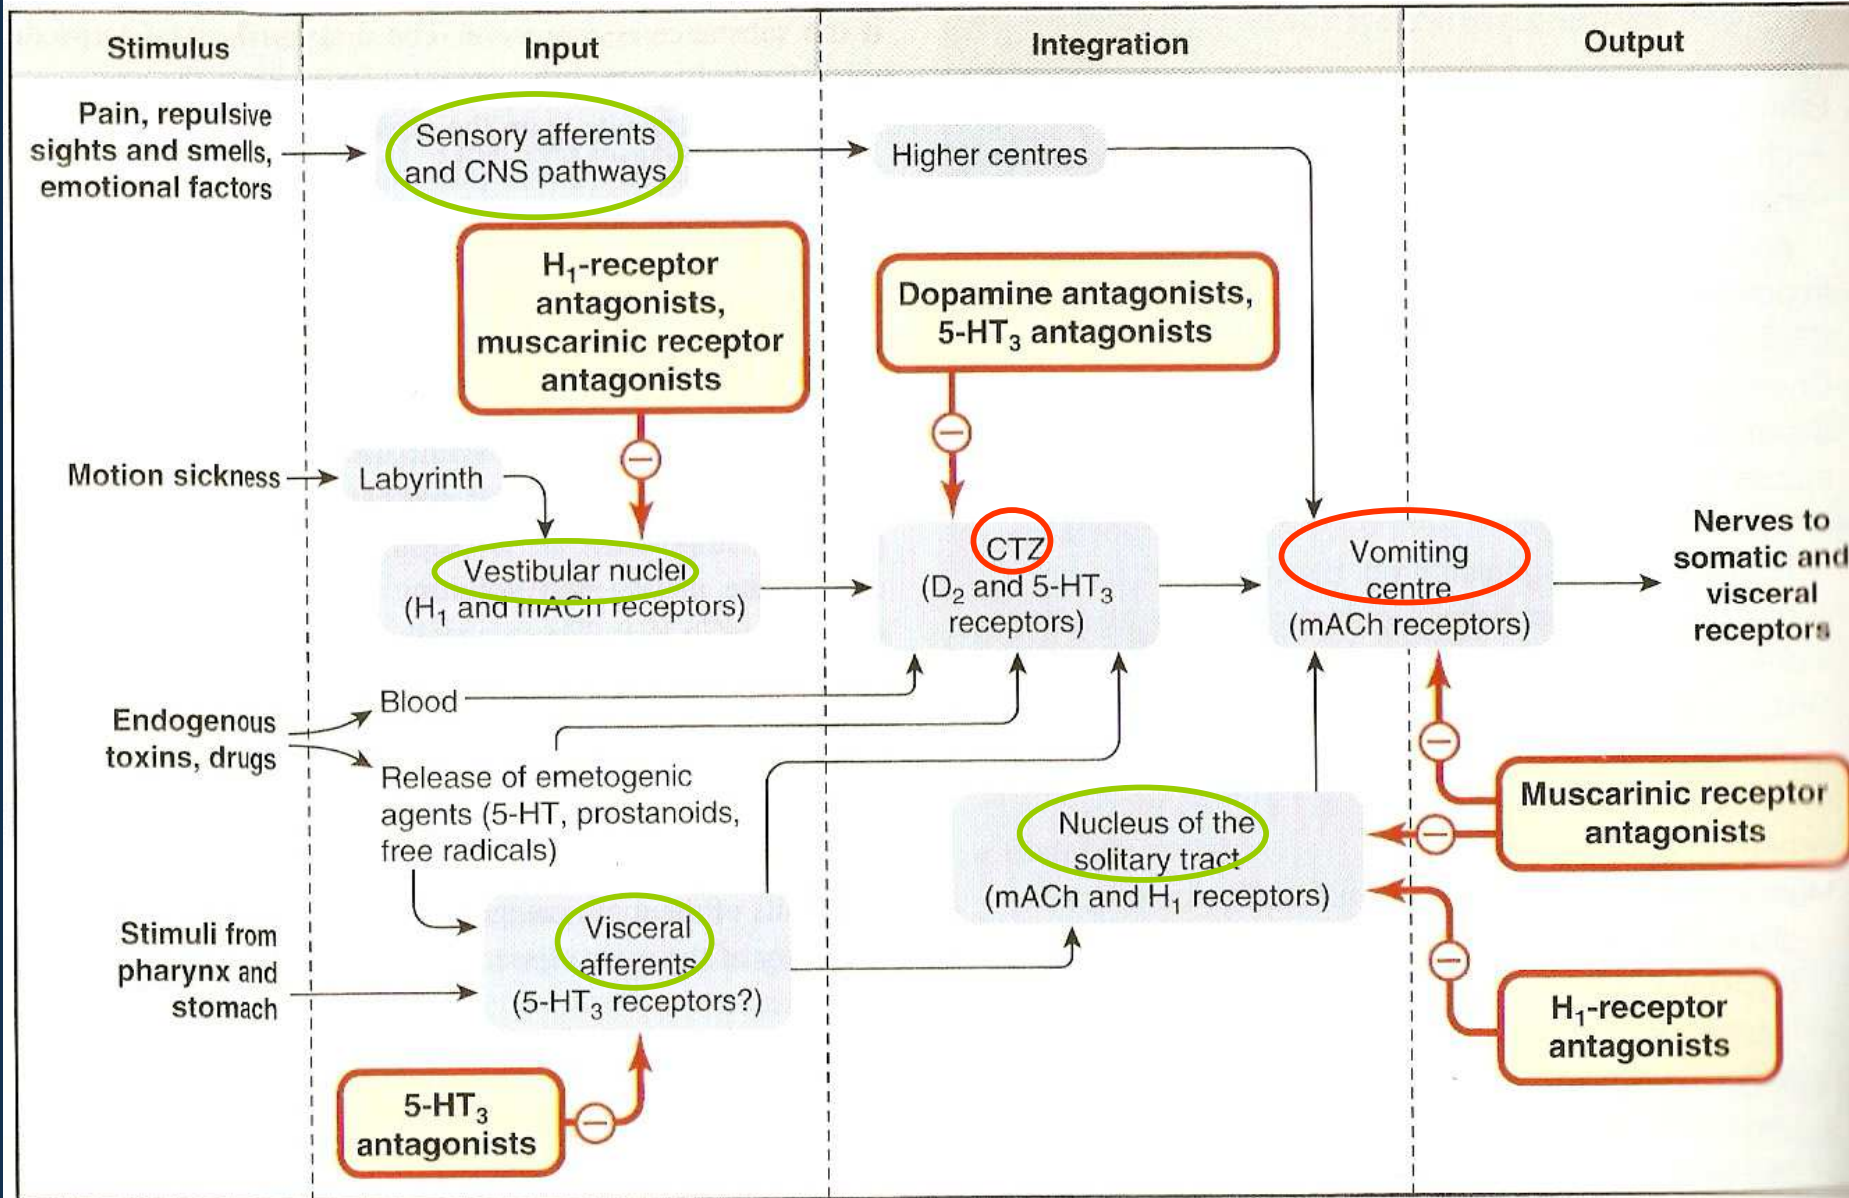 Stimulus
Input
Integration
Output
Pain, repulsive
sights and smells,
emotional factors
Sensory afferents
and CNS pathways
Higher centres
H₁-receptor
antagonists,
muscarinic receptor
antagonists
Dopamine antagonists,
5-HT₃ antagonists
Motion sickness
Labyrinth
Vestibular nuclei
(H₁ and mACh receptors)
CTZ
(D₂ and 5-HT₃
receptors)
Vomiting
centre
(mACh receptors)
Nerves to
somatic and
visceral
receptors
Endogenous
toxins, drugs
Blood
Release of emetogenic
agents (5-HT, prostanoids,
free radicals)
Nucleus of the
solitary tract
(mACh and H₁ receptors)
Muscarinic receptor
antagonists
Stimuli from
pharynx and
stomach
Visceral
afferents
(5-HT₃ receptors?)
H₁-receptor
antagonists
5-HT₃
antagonists